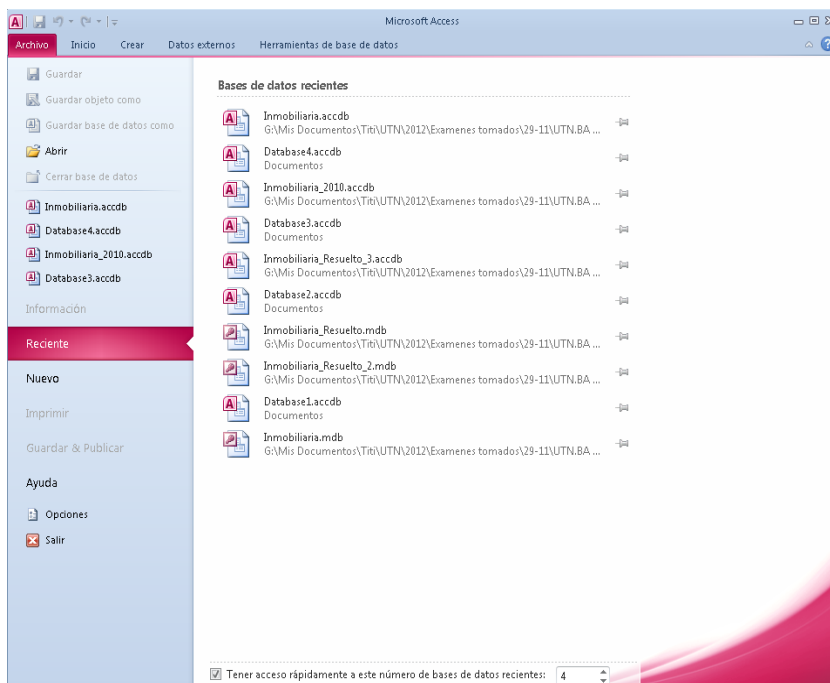 Microsoft Access
Archivo Inicio Crear Datos externos Herramientas de base de datos
Guardar
Guardar objeto como
Guardar base de datos como
Abrir
Cerrar base de datos
Inmobiliaria.accdb
Database4.accdb
Inmobiliaria_2010.accdb
Database3.accdb
Información
Reciente
Nuevo
Imprimir
Guardar & Publicar
Ayuda
Opciones
Salir
Bases de datos recientes
Inmobiliaria.accdb
G:\Mis Documentos\Titi\UTN\2012\Examenes tomados\29-11\UTN.BA ...
Database4.accdb
Documentos
Inmobiliaria_2010.accdb
G:\Mis Documentos\Titi\UTN\2012\Examenes tomados\29-11\UTN.BA ...
Database3.accdb
Documentos
Inmobiliaria_Resuelto_3.accdb
G:\Mis Documentos\Titi\UTN\2012\Examenes tomados\29-11\UTN.BA ...
Database2.accdb
Documentos
Inmobiliaria_Resuelto.mdb
G:\Mis Documentos\Titi\UTN\2012\Examenes tomados\29-11\UTN.BA ...
Inmobiliaria_Resuelto_2.mdb
G:\Mis Documentos\Titi\UTN\2012\Examenes tomados\29-11\UTN.BA ...
Database1.accdb
Documentos
Inmobiliaria.mdb
G:\Mis Documentos\Titi\UTN\2012\Examenes tomados\29-11\UTN.BA ...
Tener acceso rápidamente a este número de bases de datos recientes: 4